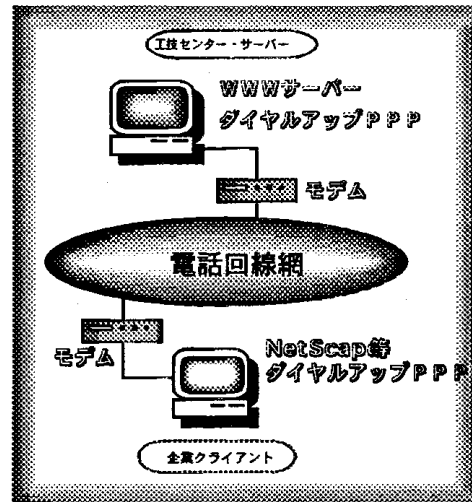 工技センター・サーバー
WWWサーバー
ダイヤルアップPPP
モデム
電話回線網
モデム
NetScap等
ダイヤルアップPPP
企業クライアント